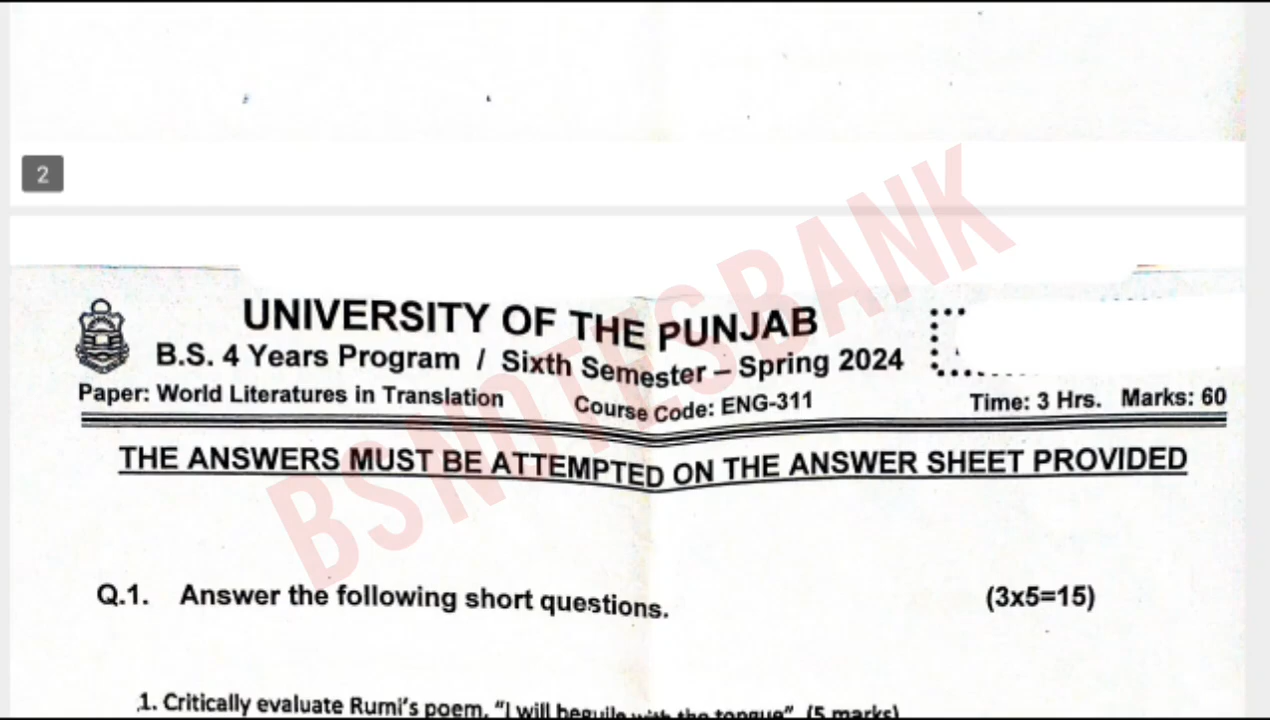 2
UNIVERSITY OF THE PUNJAB
B.S. 4 Years Program / Sixth Semester – Spring 2024
Paper: World Literatures in Translation Course Code: ENG-311 Time: 3 Hrs. Marks: 60
THE ANSWERS MUST BE ATTEMPTED ON THE ANSWER SHEET PROVIDED
BSNOTESBANK
Q.1. Answer the following short questions. (3x5=15)
1. Critically evaluate Rumi's poem, "I will beguile with the tongue" (5 marks)